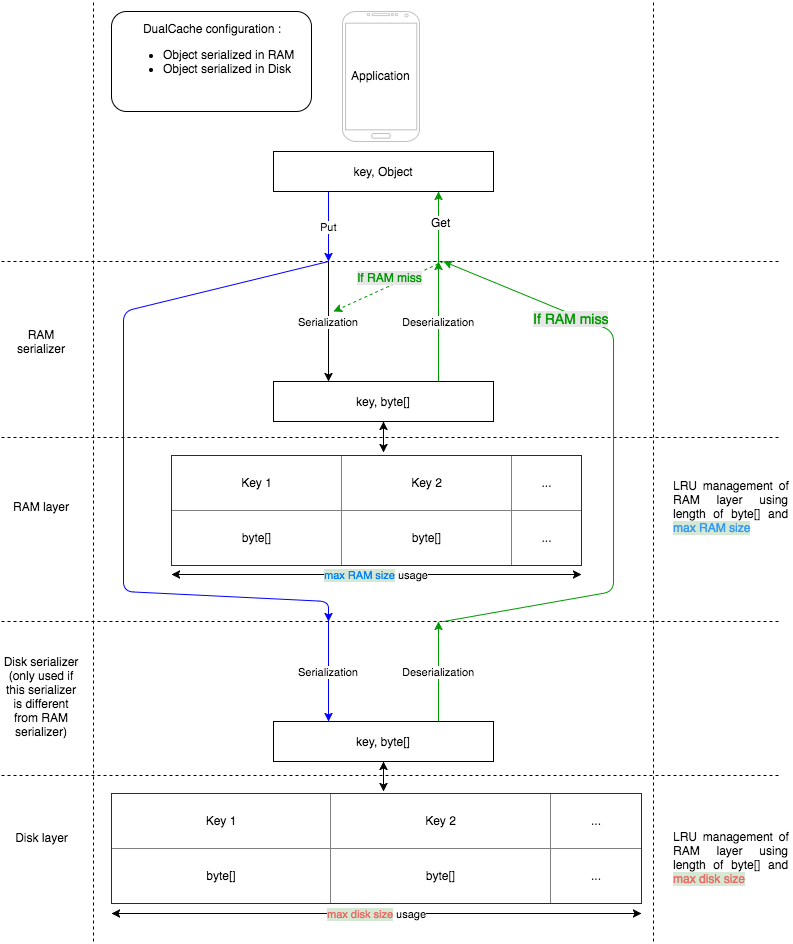 DualCache configuration :
• Object serialized in RAM
• Object serialized in Disk
Application
key, Object
Put
Get
If RAM miss
Serialization
Deserialization
If RAM miss
RAM
serializer
key, byte[]
RAM layer
Key 1
Key 2
...
byte[]
byte[]
...
max RAM size usage
LRU management of
RAM layer using
length of byte[] and
max RAM size
Disk serializer
(only used if
this serializer
is different
from RAM
serializer)
Serialization
Deserialization
key, byte[]
Disk layer
Key 1
Key 2
...
byte[]
byte[]
...
max disk size usage
LRU management of
RAM layer using
length of byte[] and
max disk size